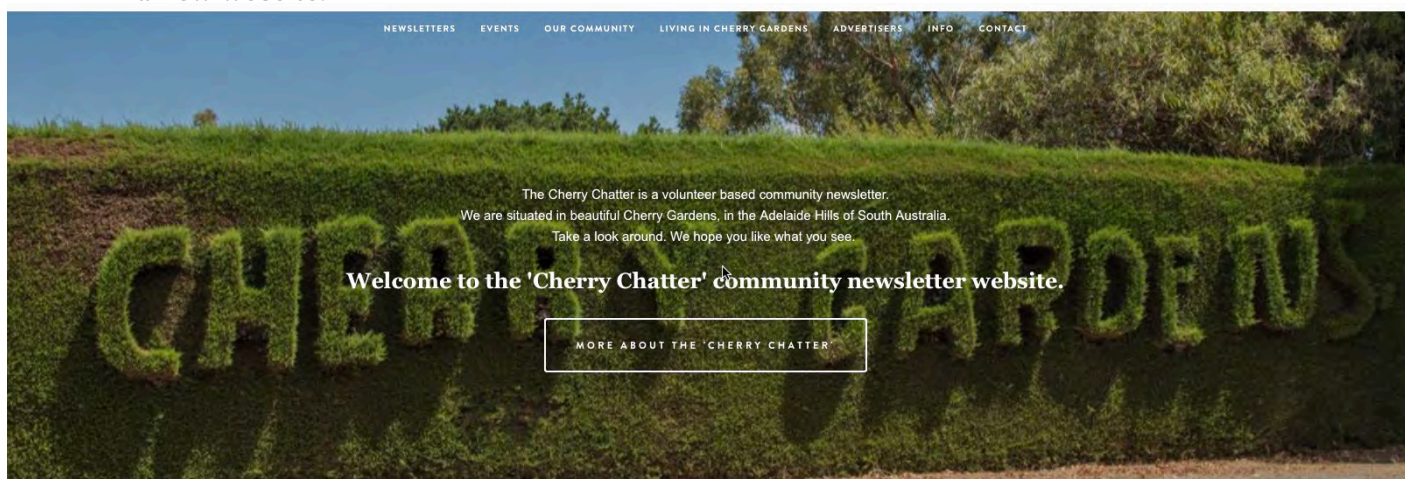 NEWSLETTERS EVENTS OUR COMMUNITY LIVING IN CHERRY GARDENS ADVERTISERS INFO CONTACT
The Cherry Chatter is a volunteer based community newsletter.
We are situated in beautiful Cherry Gardens, in the Adelaide Hills of South Australia.
Take a look around. We hope you like what you see.
CHERRY GARDENS
Welcome to the 'Cherry Chatter' community newsletter website.
MORE ABOUT THE 'CHERRY CHATTER'